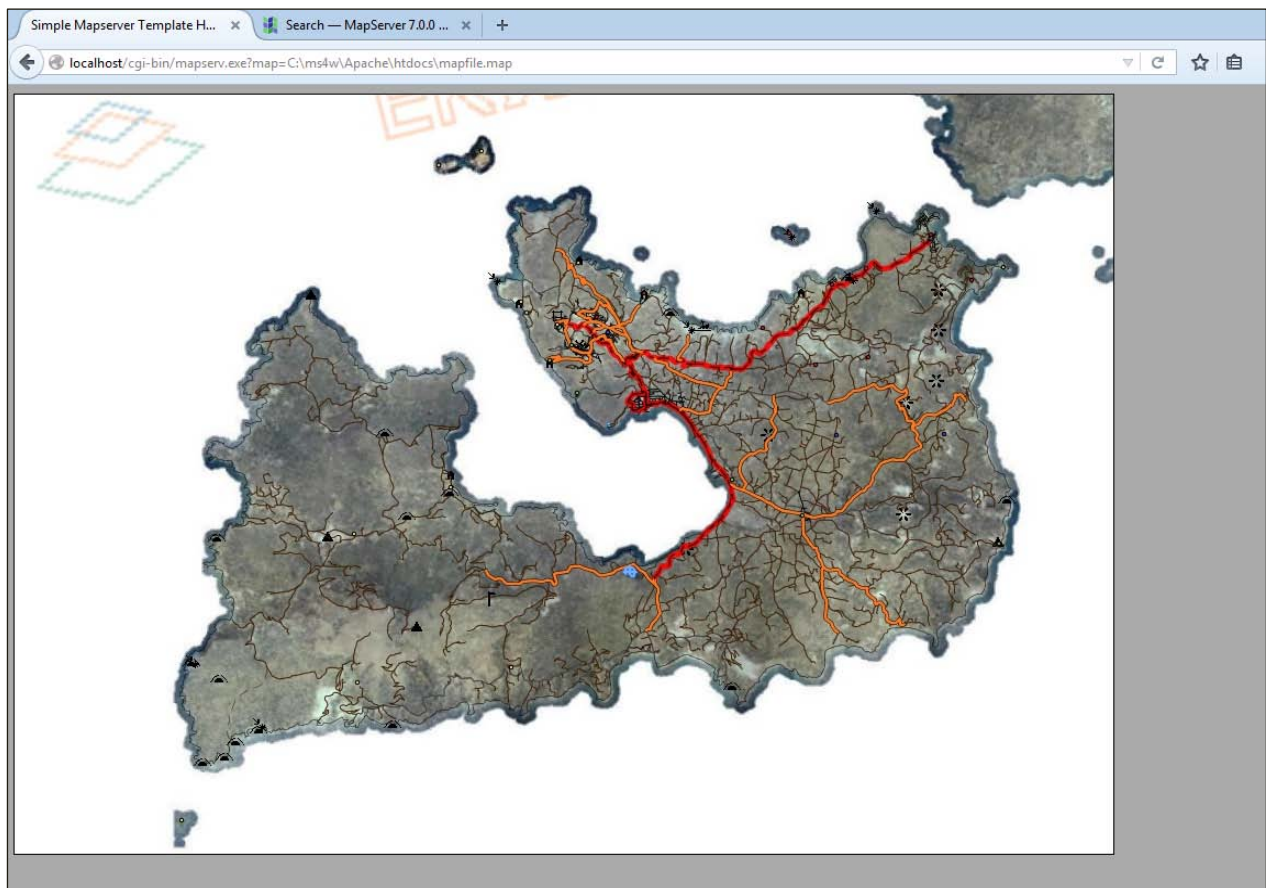 Simple Mapserver Template H... × Search — MapServer 7.0.0 ... × +
localhost/cgi-bin/mapserv.exe?map=C:\ms4w\Apache\htdocs\mapfile.map